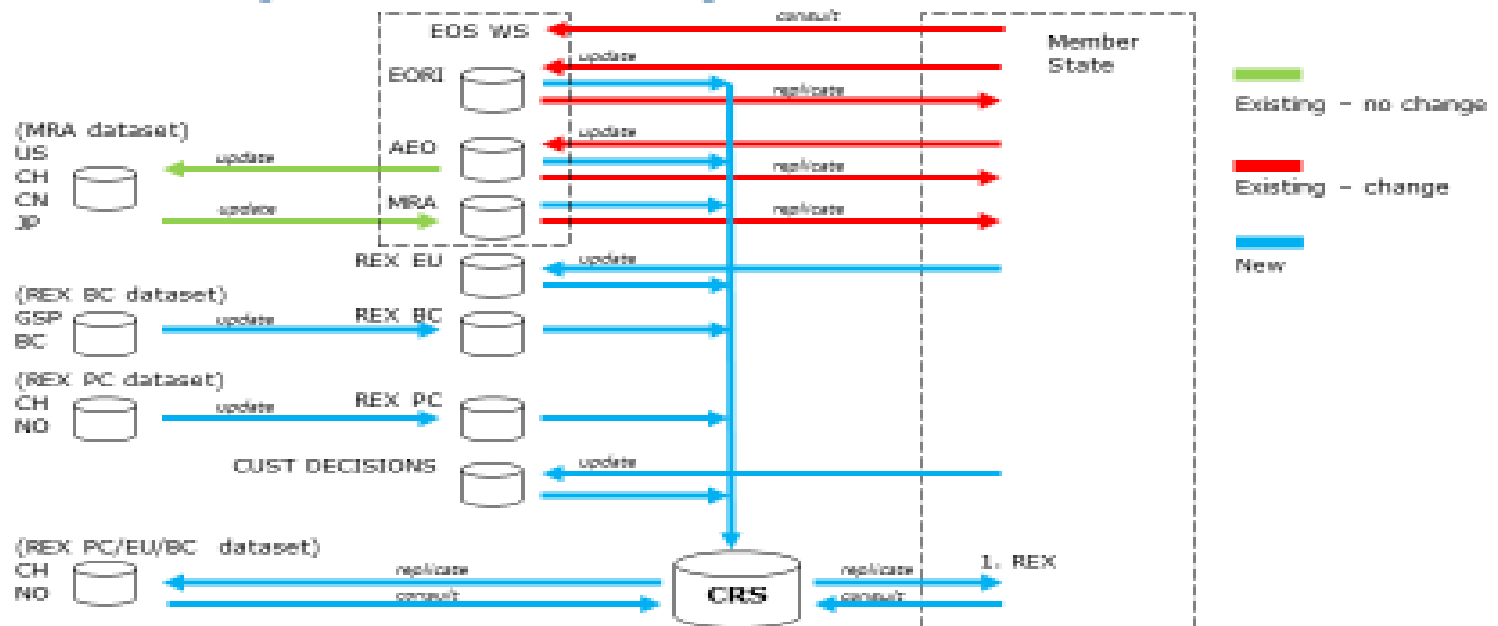 consult
EOS WS
Member
State
update
EORI
replicate
Existing - no change
(MRA dataset)
US
CH
CN
JP
update
AEO
update
replicate
Existing - change
update
MRA
replicate
REX EU
update
New
(REX BC dataset)
GSP
BC
update
REX BC
(REX PC dataset)
CH
NO
update
REX PC
CUST DECISIONS
update
(REX PC/EU/BC dataset)
CH
NO
replicate
consult
CRS
replicate
consult
1. REX